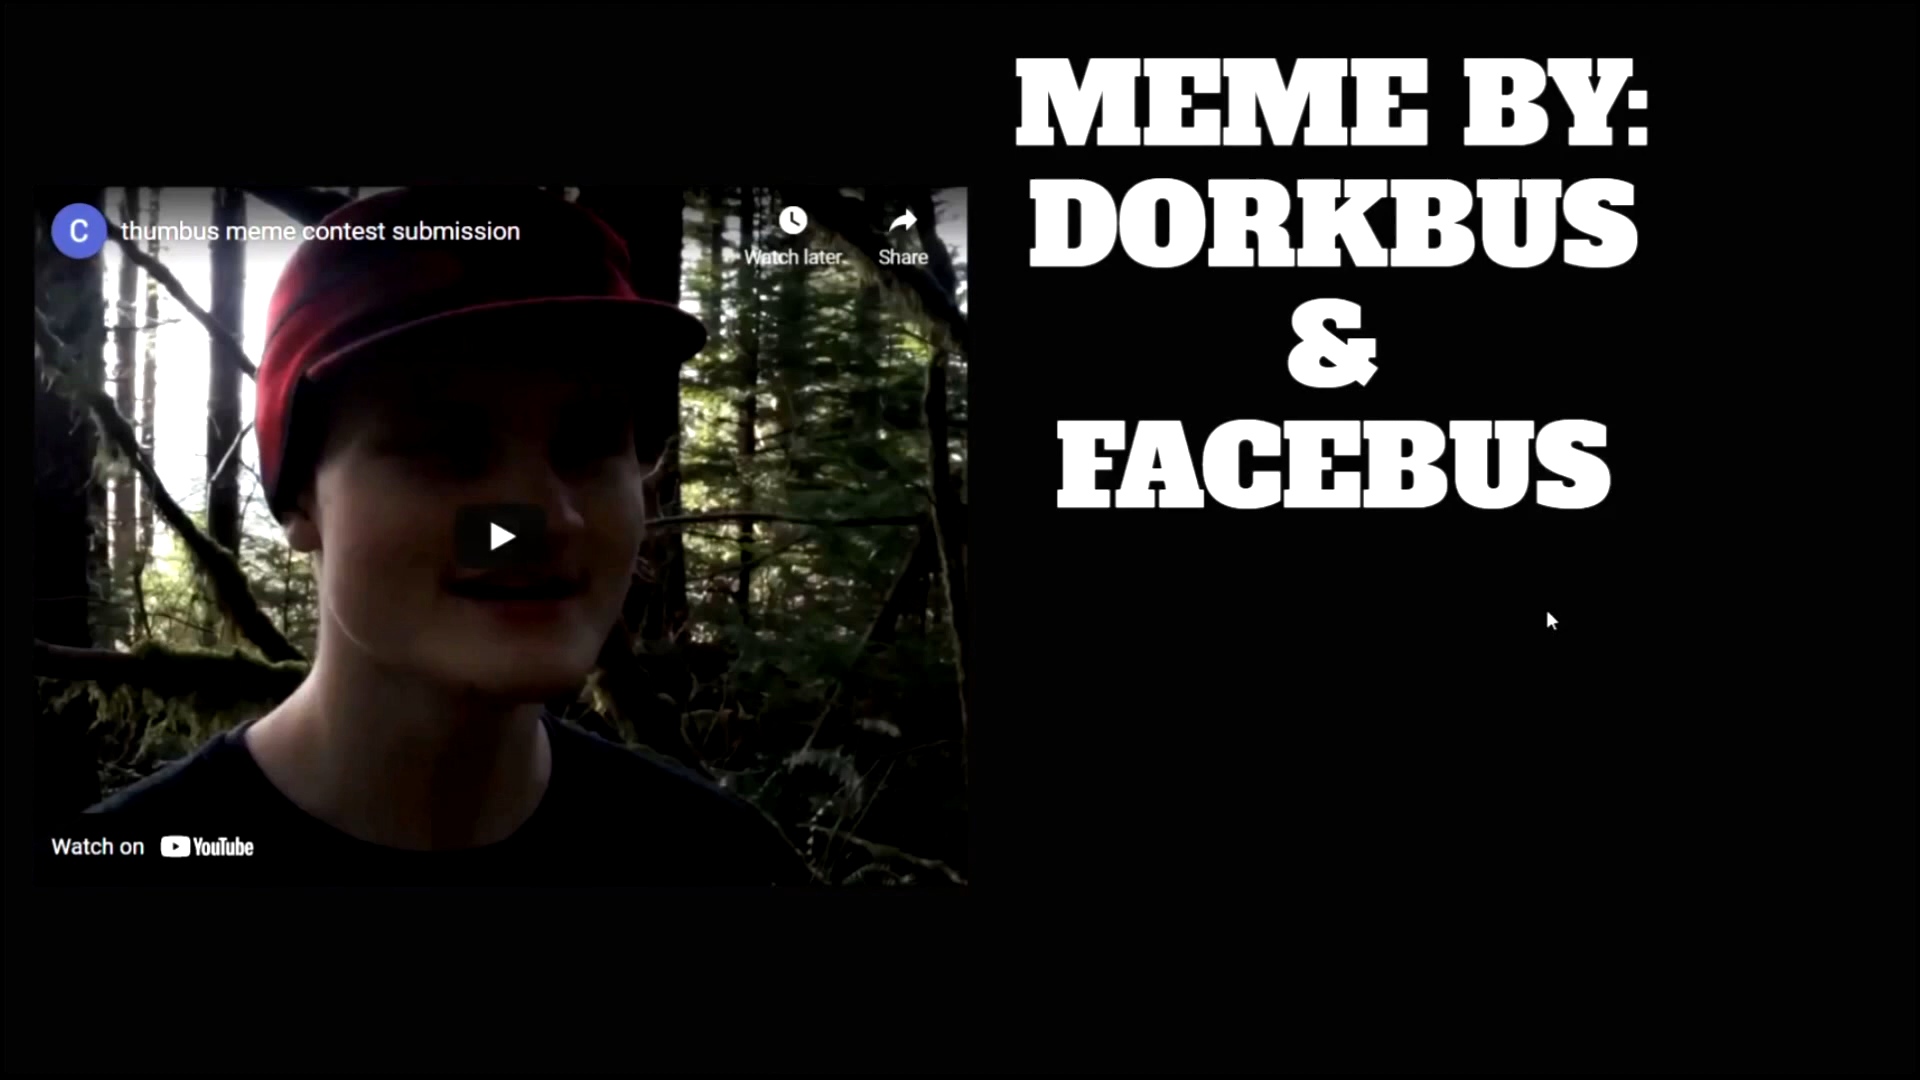 MEME BY:
DORKBUS
&
FACEBUS
C
thumbus meme contest submission
Watch later
Share
Watch on YouTube